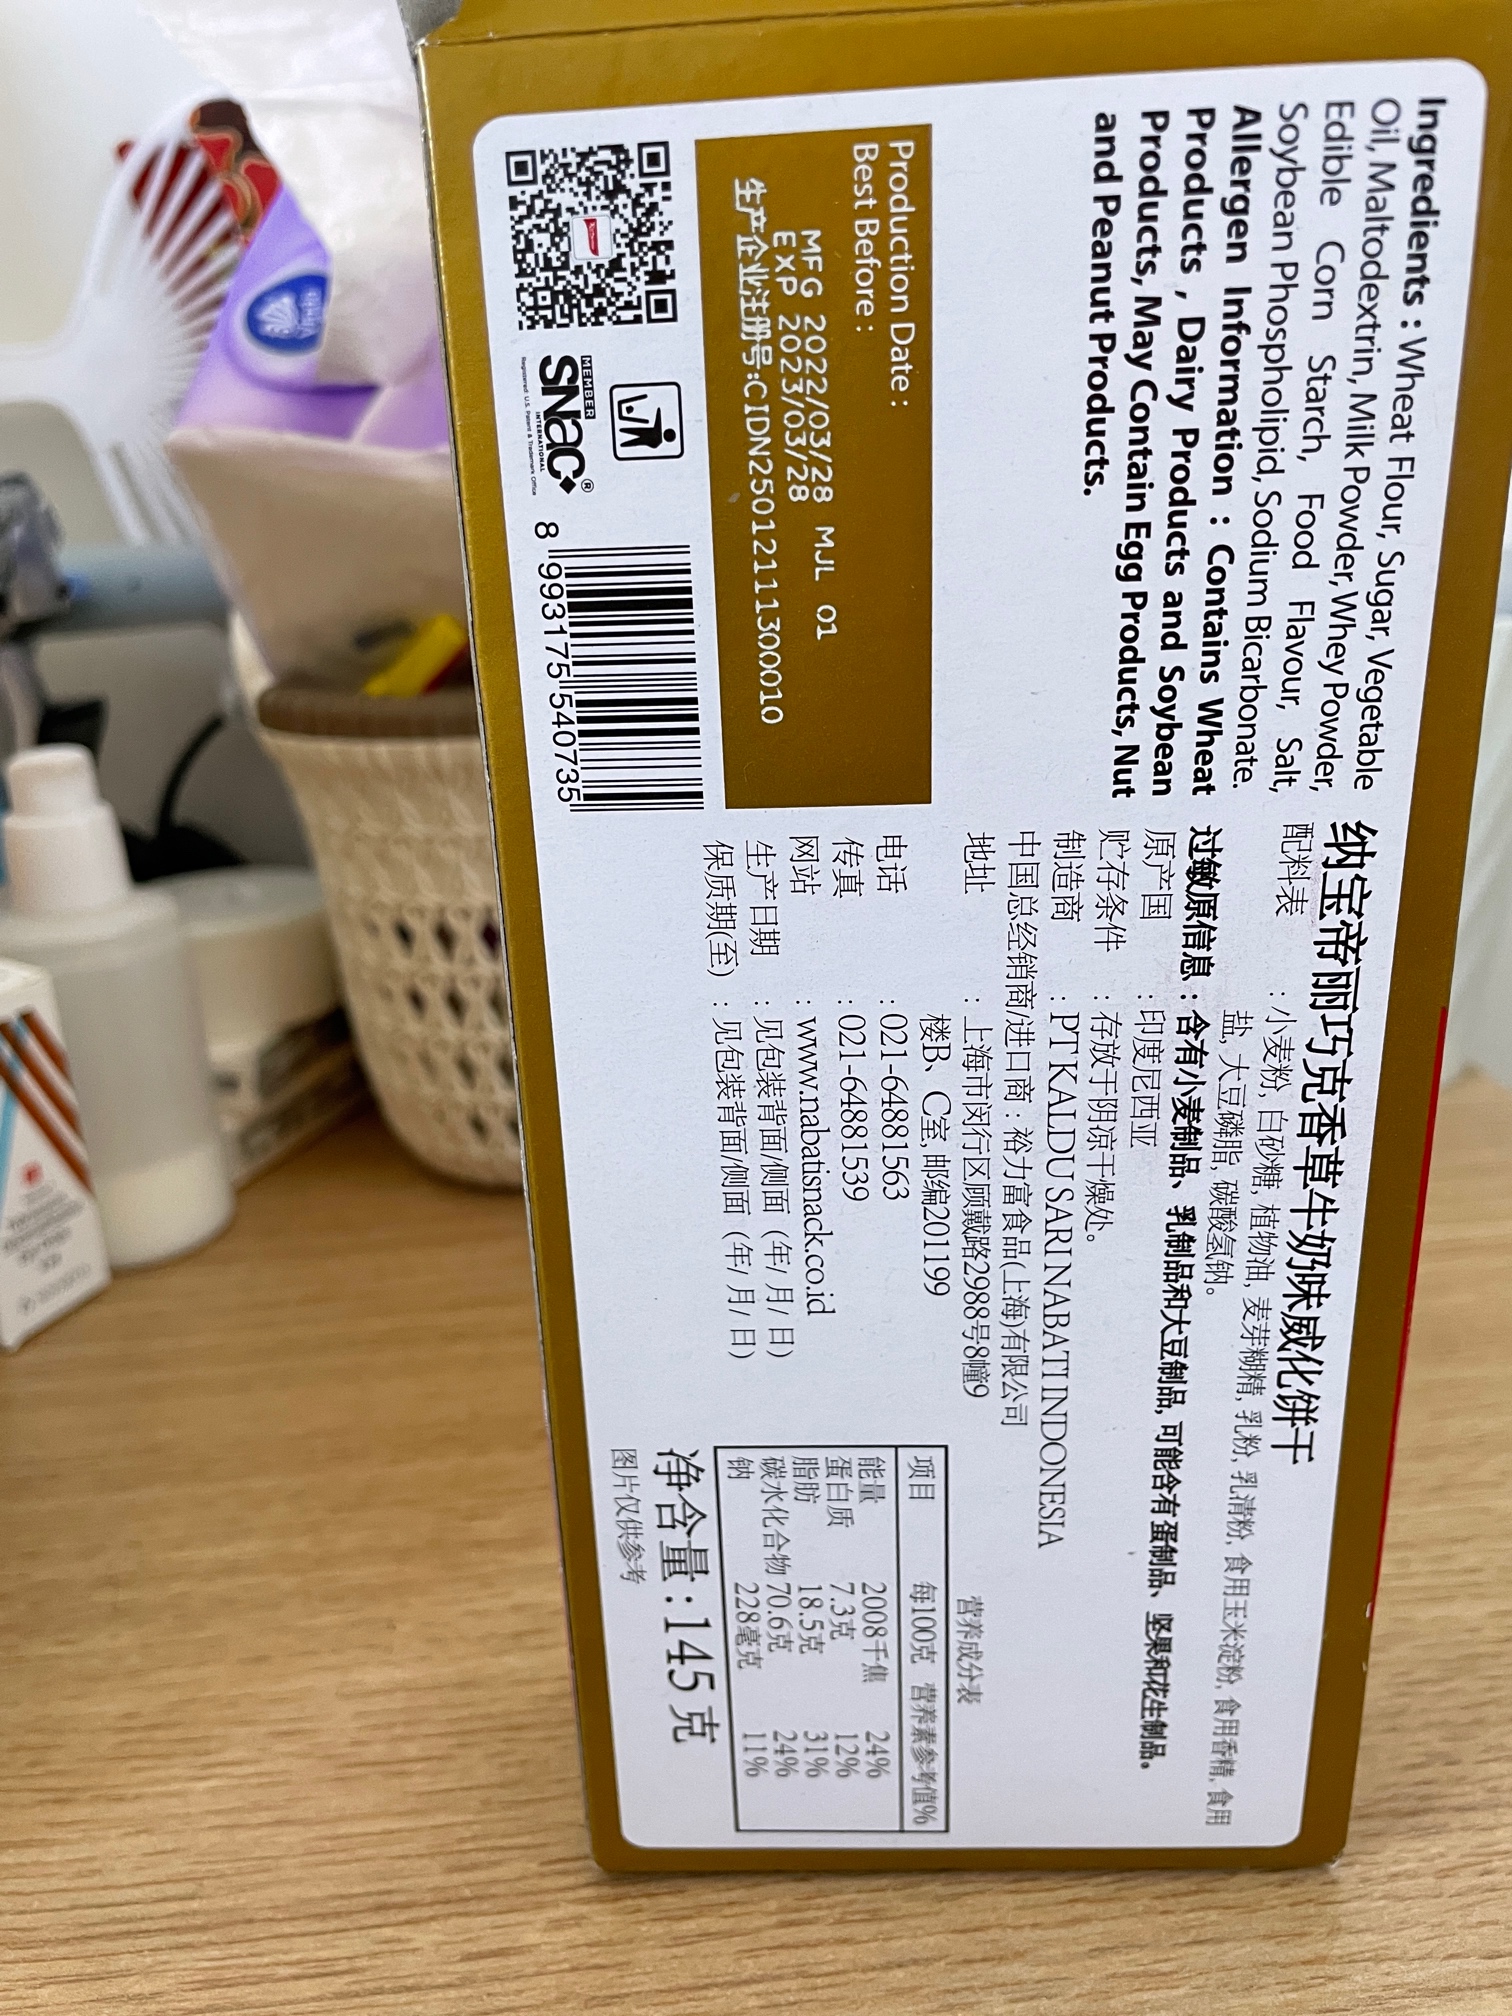 Ingredients : Wheat Flour, Sugar, Vegetable
Oil, Maltodextrin, Milk Powder, Whey Powder,
Edible Corn Starch, Food Flavour, Salt,
Soybean Phospholipid, Sodium Bicarbonate.
Allergen Information : Contains Wheat
Products , Dairy Products and Soybean
Products, May Contain Egg Products, Nut
and Peanut Products.
Production Date :
Best Before :
MFG 2022/03/28 MJL 01
EXP 2023/03/28
生产企业注册号:CIDN25012111300010
MEMBER
SNAC
INTERNATIONAL
®
Registered: U.S. Patent & Trademark Office
8 993175 540735
纳宝帝丽巧克香草牛奶味威化饼干
配料表 : 小麦粉, 白砂糖, 植物油, 麦芽糊精, 乳粉, 乳清粉, 食用玉米淀粉, 食用香精, 食用
盐, 大豆磷脂, 碳酸氢钠。
过敏原信息 : 含有小麦制品、乳制品和大豆制品, 可能含有蛋制品、坚果和花生制品。
原产国 : 印度尼西亚
贮存条件 : 存放于阴凉干燥处。
制造商 : PT KALDU SARI NABATI INDONESIA
中国总经销商/进口商 : 裕力富食品(上海)有限公司
地址 : 上海市闵行区顾戴路2988号8幢9
楼B、C室, 邮编201199
电话 : 021-64881563
传真 : 021-64881539
网站 : www.nabatisnack.co.id
生产日期 : 见包装背面/侧面 (年/ 月/ 日)
保质期(至) : 见包装背面/侧面 (年/ 月/ 日)
营养成分表
项目 每100克 营养素参考值%
能量 2008千焦 24%
蛋白质 7.3克 12%
脂肪 18.5克 31%
碳水化合物 70.6克 24%
钠 228毫克 11%
净含量 : 145 克
图片仅供参考